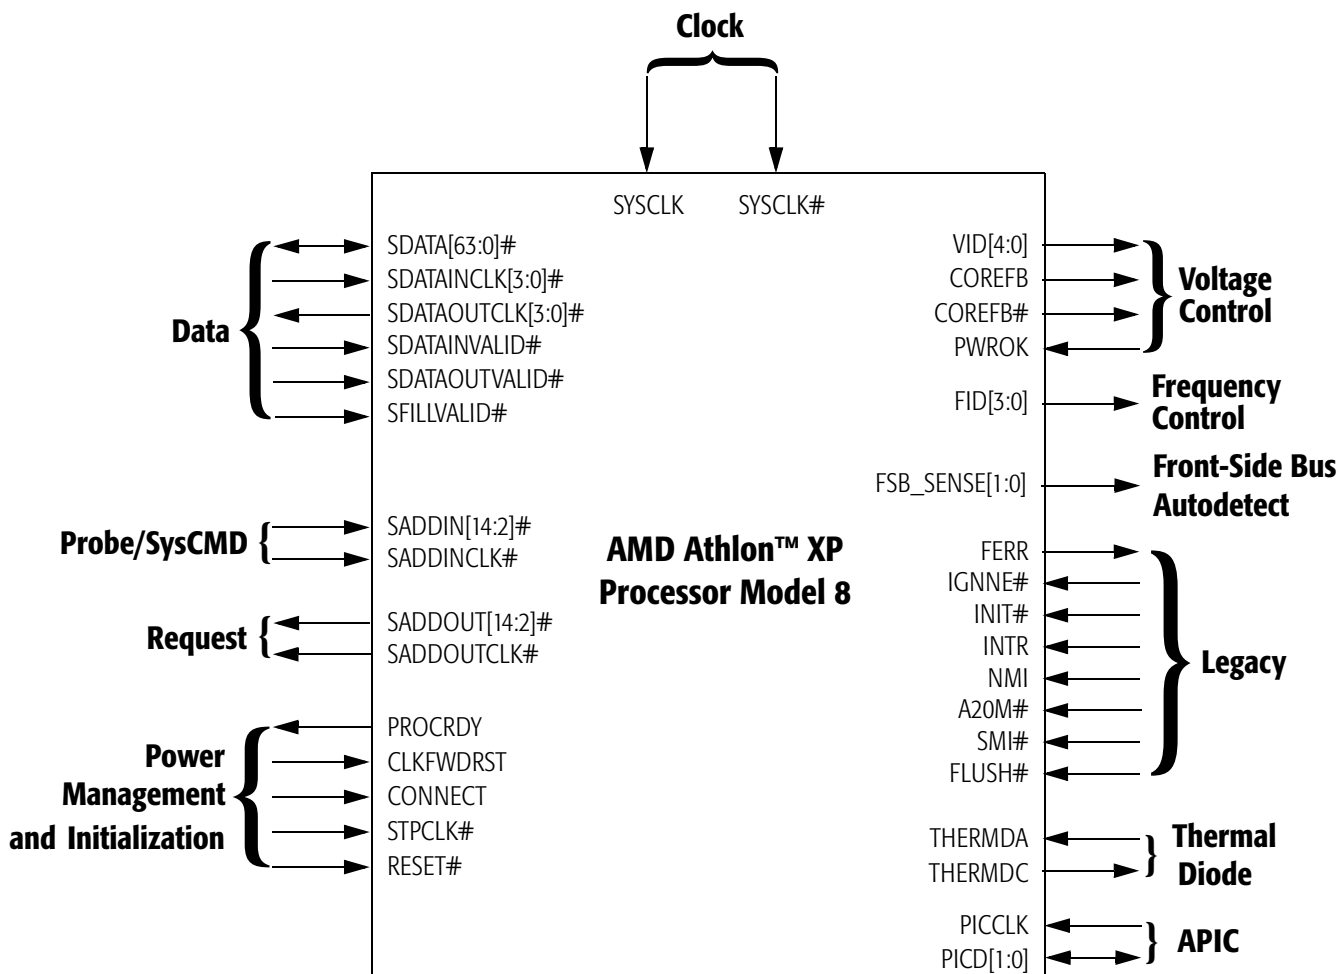 Clock
SYSCLK SYSCLK#
Data
SDATA[63:0]#
SDATAINCLK[3:0]#
SDATAOUTCLK[3:0]#
SDATAINVALID#
SDATAOUTVALID#
SFILLVALID#
Probe/SysCMD
SADDIN[14:2]#
SADDINCLK#
Request
SADDOUT[14:2]#
SADDOUTCLK#
Power
Management
and Initialization
PROCRDY
CLKFWDRST
CONNECT
STPCLK#
RESET#
AMD Athlon™ XP
Processor Model 8
VID[4:0]
COREFB
COREFB#
PWROK
Voltage
Control
FID[3:0]
Frequency
Control
FSB_SENSE[1:0]
Front-Side Bus
Autodetect
FERR
IGNNE#
INIT#
INTR
NMI
A20M#
SMI#
FLUSH#
Legacy
THERMDA
THERMDC
Thermal
Diode
PICCLK
PICD[1:0]
APIC